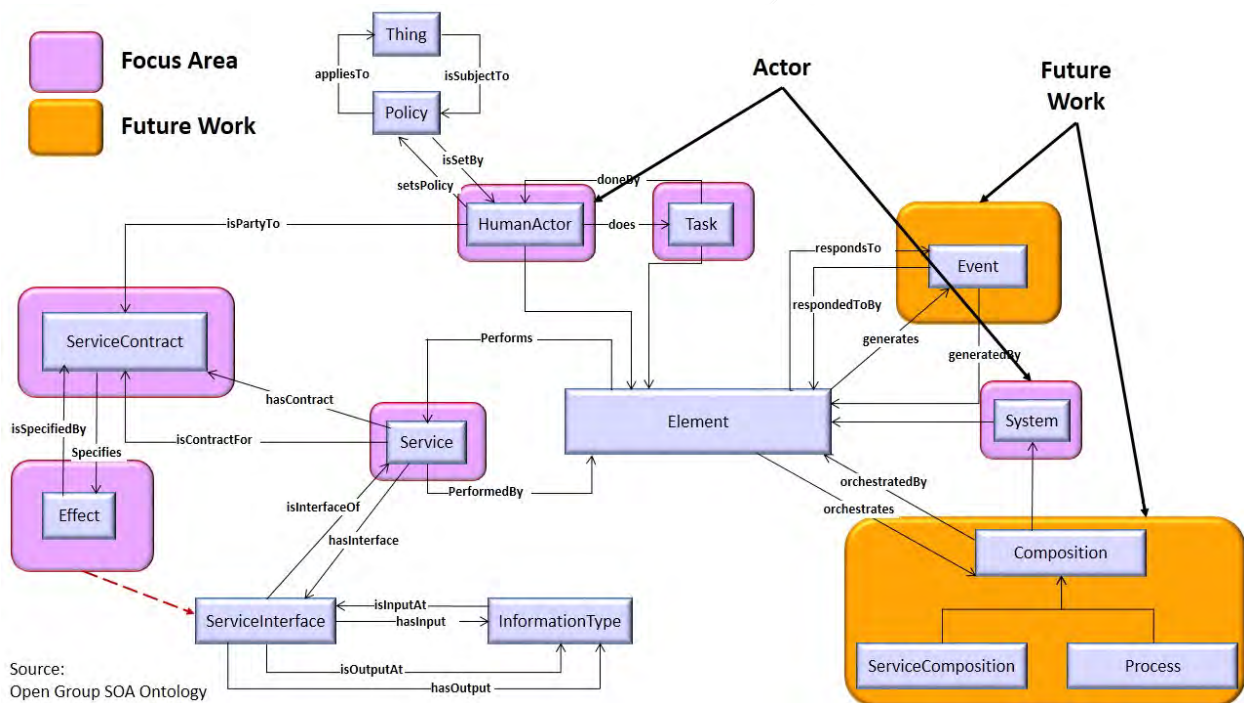 Focus Area
Future Work
Thing
appliesTo
isSubjectTo
Policy
isSetBy
setsPolicy
Actor
Future
Work
doneBy
HumanActor
does
Task
isPartyTo
respondsTo
Event
respondedToBy
generates
generatedBy
ServiceContract
Performs
hasContract
isSpecifiedBy
isContractFor
Specifies
Service
Element
System
PerformedBy
orchestratedBy
orchestrates
Effect
isInterfaceOf
hasInterface
Composition
ServiceInterface
isInputAt
hasInput
InformationType
isOutputAt
hasOutput
ServiceComposition
Process
Source:
Open Group SOA Ontology